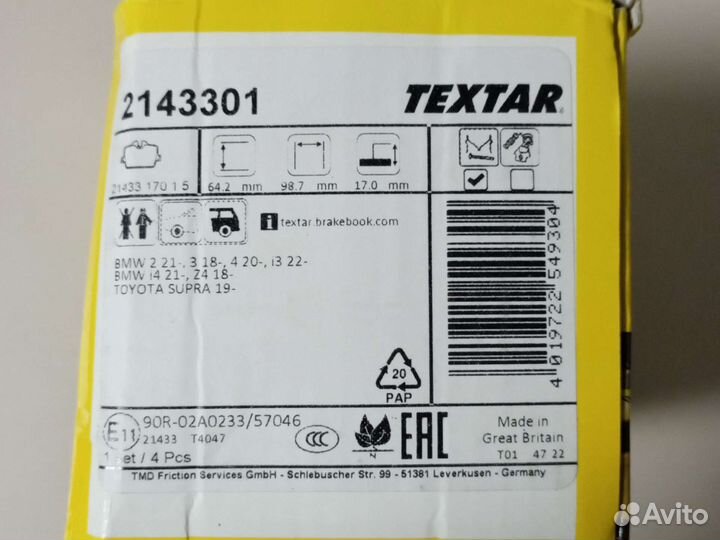 2143301
TEXTAR
21433 170 1 5
64.2 mm
98.7 mm
17.0 mm
i textar.brakebook.com
BMW 2 21-, 3 18-, 4 20-, i3 22-
BMW i4 21-, Z4 18-
TOYOTA SUPRA 19-
4 019722 549304
20
PAP
E11
90R-02A0233/57046
21433 T4047
CCC
EAC
1 Set / 4 Pcs
Made in
Great Britain
T01 47 22
TMD Friction Services GmbH - Schlebuscher Str. 99 - 51381 Leverkusen - Germany
Avito